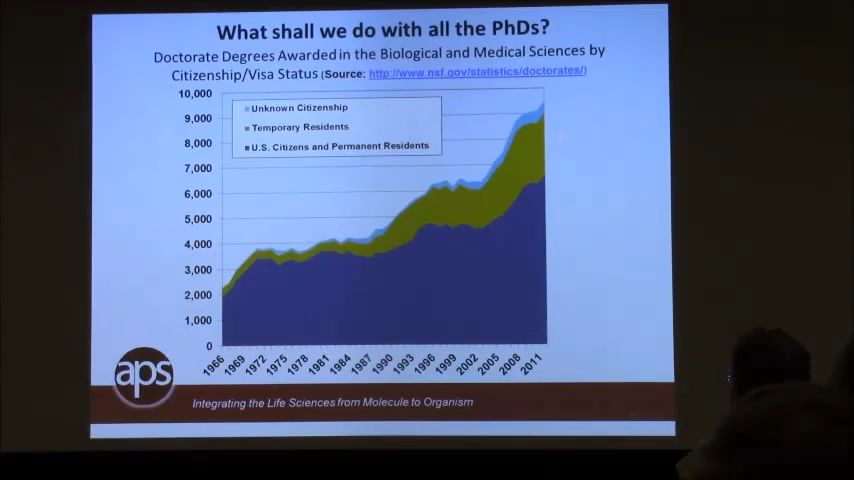 What shall we do with all the PhDs?
Doctorate Degrees Awarded in the Biological and Medical Sciences by
Citizenship/Visa Status (Source: http://www.nsf.gov/statistics/doctorates/)
10,000
9,000
8,000
7,000
6,000
5,000
4,000
3,000
2,000
1,000
0
Unknown Citizenship
Temporary Residents
U.S. Citizens and Permanent Residents
1966 1969 1972 1975 1978 1981 1984 1987 1990 1993 1996 1999 2002 2005 2008 2011
aps
Integrating the Life Sciences from Molecule to Organism